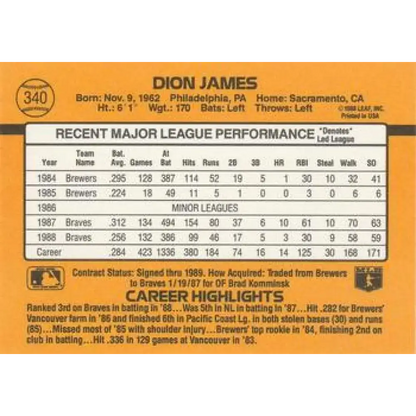 340
DION JAMES
Born: Nov. 9, 1962 Philadelphia, PA Home: Sacramento, CA
Ht.: 6'1" Wgt.: 170 Bats: Left Throws: Left
©1988 LEAF, INC.
Printed in USA
RECENT MAJOR LEAGUE PERFORMANCE "Denotes" Led League
Year Team Name Bat. Avg. Games At Bat Hits Runs 2B 3B HR RBI Steal Walk SO
1984 Brewers .295 128 387 114 52 19 5 1 30 10 32 41
1985 Brewers .224 18 49 11 5 1 0 0 3 0 6 6
1986 MINOR LEAGUES
1987 Braves .312 134 494 154 80 37 6 10 61 10 70 63
1988 Braves .256 132 386 99 46 17 5 3 30 9 58 59
Career .284 423 1336 380 184 74 16 14 125 30 168 171
Contract Status: Signed thru 1989. How Acquired: Traded from Brewers
to Braves 1/19/87 for OF Brad Komminsk
CAREER HIGHLIGHTS
Ranked 3rd on Braves in batting in '88...Was 5th in NL in batting in '87...Hit .282 for Brewers'
Vancouver farm in '86 and finished 6th in Pacific Coast Lg. in both stolen bases (30) and runs
(85)...Missed most of '85 with shoulder injury...Brewers' top rookie in '84, finishing 2nd on
club in batting...Hit .336 in 129 games at Vancouver in '83.